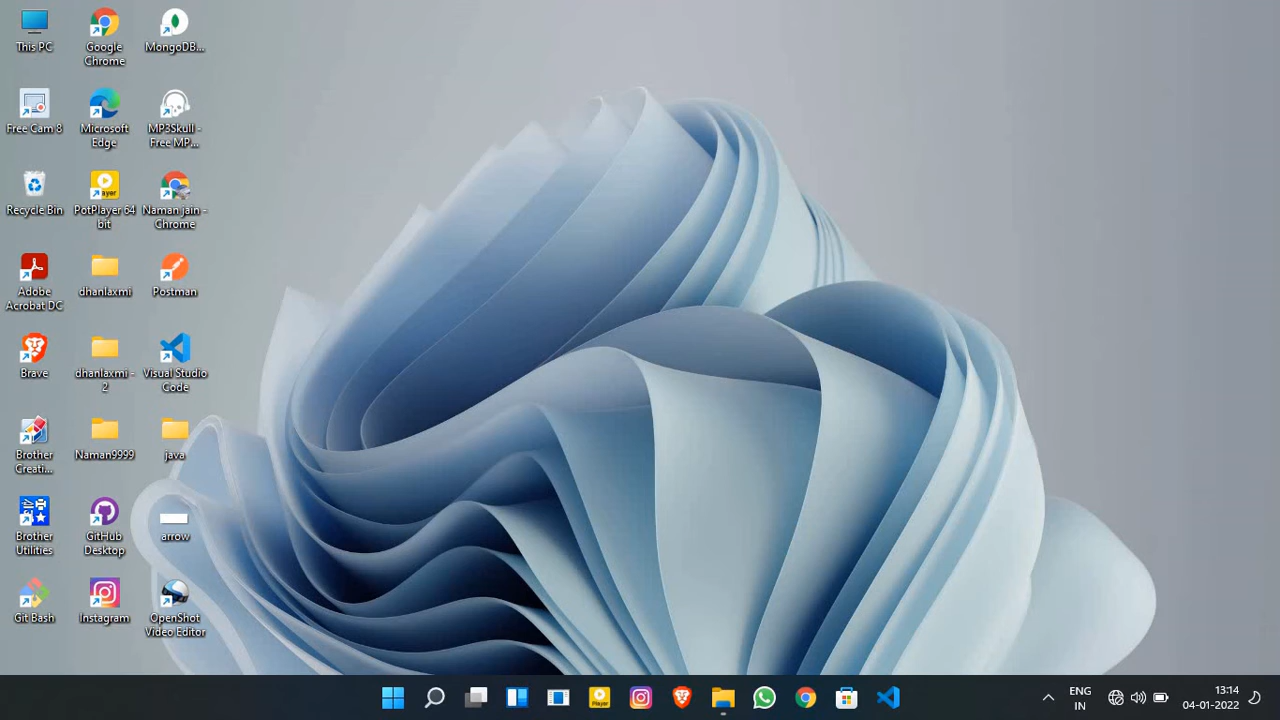 This PC
Google
Chrome
MongoDB...
Free Cam 8
Microsoft
Edge
MP3Skull -
Free MP...
Recycle Bin
Player
PotPlayer 64
bit
Naman jain -
Chrome
Adobe
Acrobat DC
dhanlaxmi
Postman
Brave
dhanlaxmi -
2
Visual Studio
Code
Brother
Creati...
Naman9999
java
Brother
Utilities
GitHub
Desktop
arrow
Git Bash
Instagram
OpenShot
Video Editor
Player
ENG
IN
13:14
04-01-2022